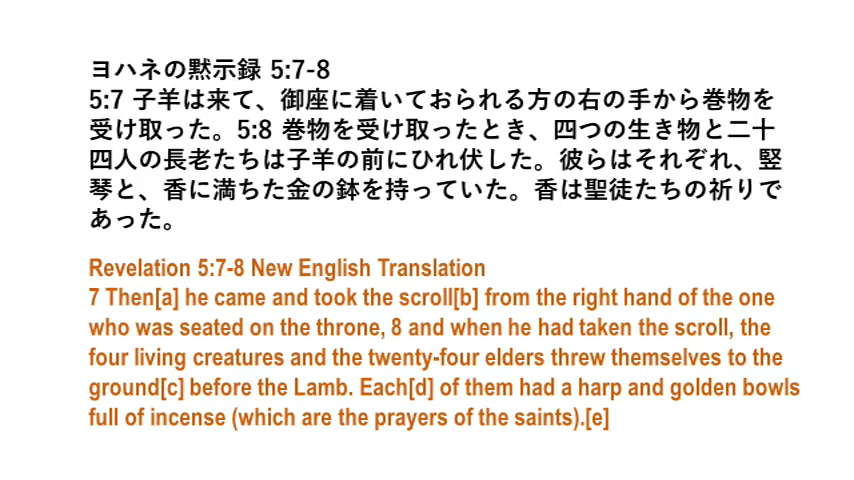 ヨハネの黙示録 5:7-8
5:7 子羊は来て、御座に着いておられる方の右の手から巻物を
受け取った。5:8 巻物を受け取ったとき、四つの生き物と二十
四人の長老たちは子羊の前にひれ伏した。彼らはそれぞれ、竪
琴と、香に満ちた金の鉢を持っていた。香は聖徒たちの祈りで
あった。
Revelation 5:7-8 New English Translation
7 Then[a] he came and took the scroll[b] from the right hand of the one
who was seated on the throne, 8 and when he had taken the scroll, the
four living creatures and the twenty-four elders threw themselves to the
ground[c] before the Lamb. Each[d] of them had a harp and golden bowls
full of incense (which are the prayers of the saints).[e]